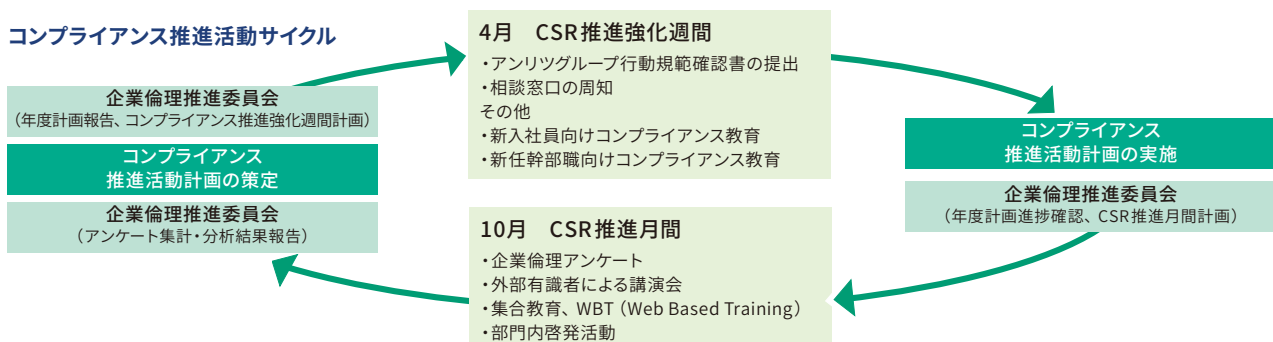 コンプライアンス推進活動サイクル
企業倫理推進委員会
（年度計画報告、コンプライアンス推進強化週間計画）
コンプライアンス
推進活動計画の策定
企業倫理推進委員会
（アンケート集計・分析結果報告）
4月　CSR推進強化週間
・アンリツグループ行動規範確認書の提出
・相談窓口の周知
その他
・新入社員向けコンプライアンス教育
・新任幹部職向けコンプライアンス教育
コンプライアンス
推進活動計画の実施
企業倫理推進委員会
（年度計画進捗確認、CSR推進月間計画）
10月　CSR推進月間
・企業倫理アンケート
・外部有識者による講演会
・集合教育、WBT（Web Based Training）
・部門内啓発活動